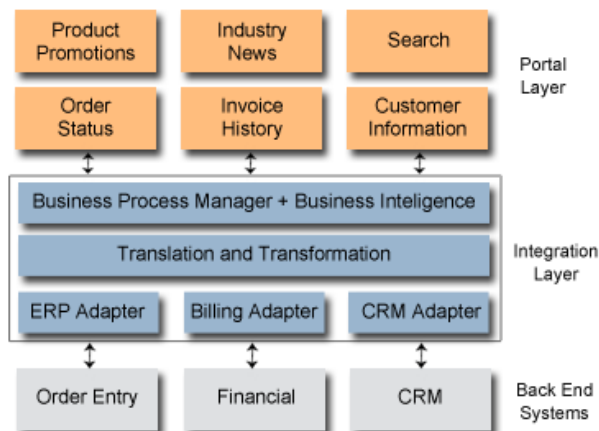 Product
Promotions
Industry
News
Search
Portal
Layer
Order
Status
Invoice
History
Customer
Information
Business Process Manager + Business Inteligence
Translation and Transformation
Integration
Layer
ERP Adapter
Billing Adapter
CRM Adapter
Order Entry
Financial
CRM
Back End
Systems